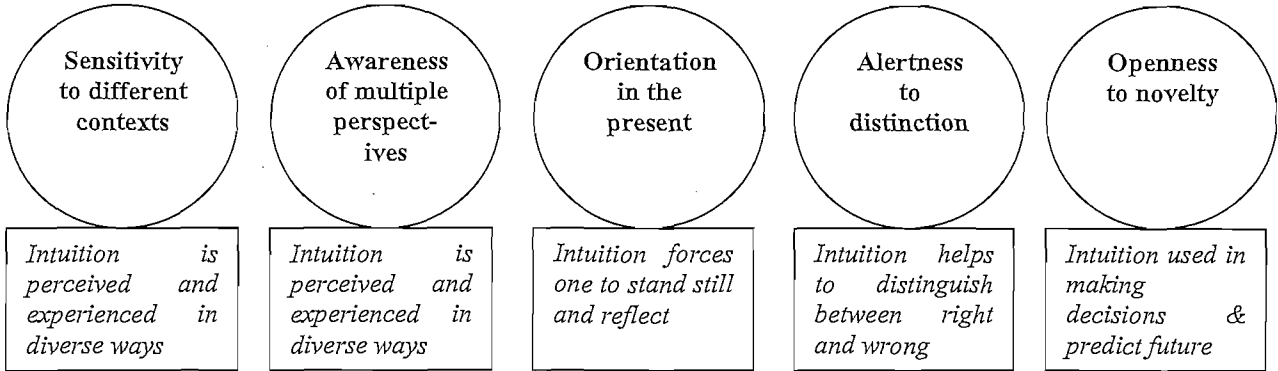 Sensitivity
to different
contexts
Awareness
of multiple
perspect-
ives
Orientation
in the
present
Alertness
to
distinction
Openness
to novelty
Intuition is
perceived and
experienced in
diverse ways
Intuition is
perceived and
experienced in
diverse ways
Intuition forces
one to stand still
and reflect
Intuition helps
to distinguish
between right
and wrong
Intuition used in
making
decisions &
predict future